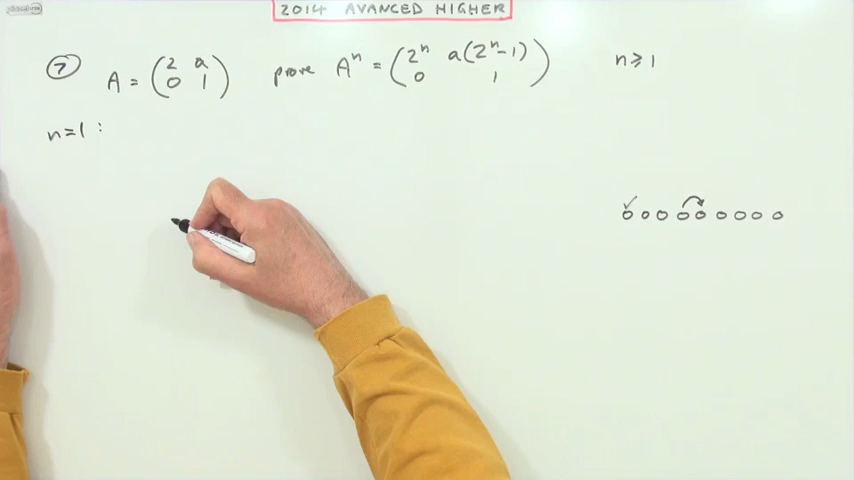 2014 AVANCED HIGHER
7 A = (2 a 0 1) prove Aⁿ = (2ⁿ a(2ⁿ-1) 0 1) n ≥ 1
n=1 :